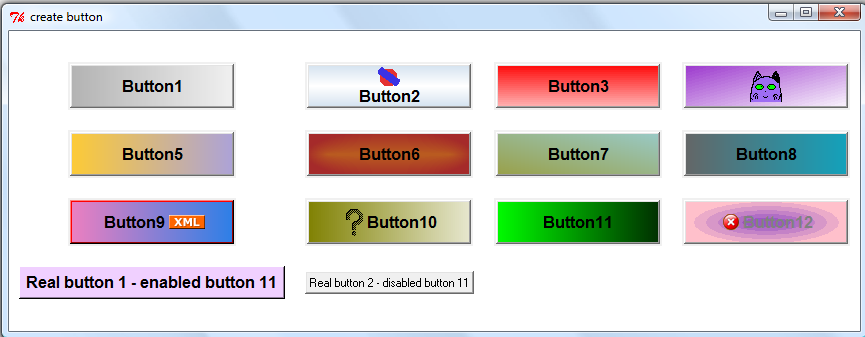 create button
Button1
Button2
Button3
Button5
Button6
Button7
Button8
Button9 XML
Button10
Button11
Button12
Real button 1 - enabled button 11
Real button 2 - disabled button 11